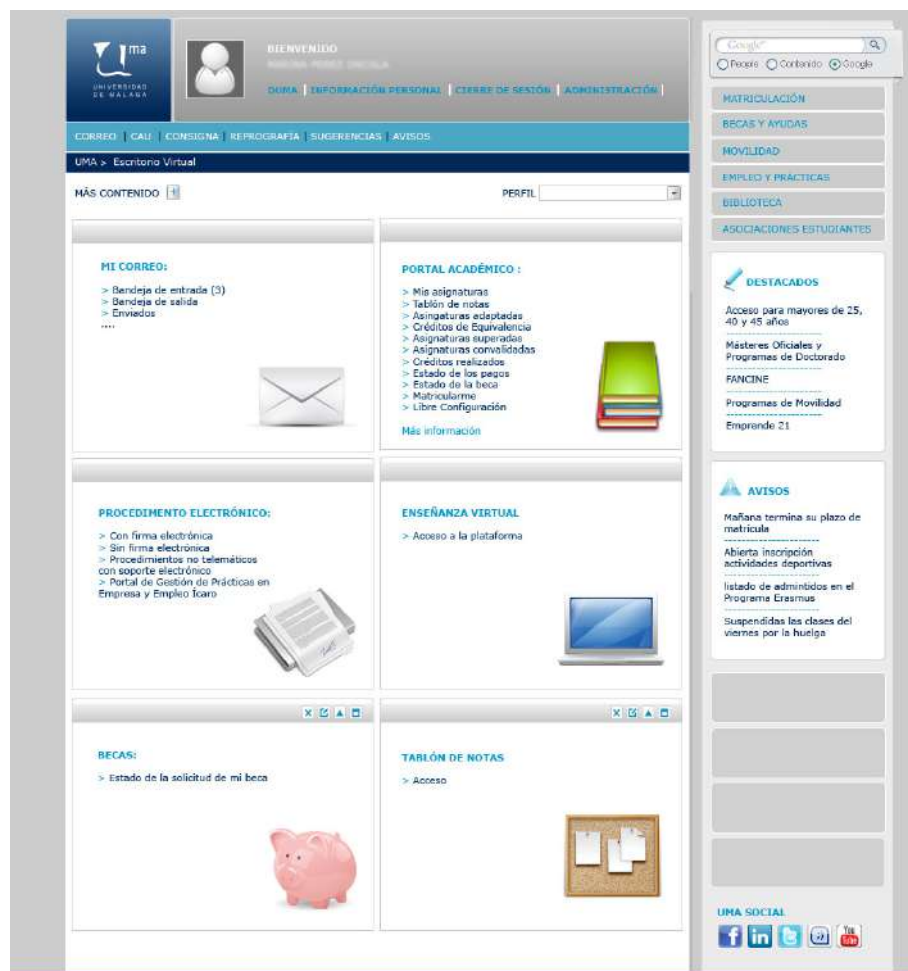 uma
UNIVERSIDAD
DE MÁLAGA
BIENVENIDO
DUMA | INFORMACIÓN PERSONAL | CIERRE DE SESIÓN | ADMINISTRACIÓN |
CORREO | CAU | CONSIGNA | REPROGRAFÍA | SUGERENCIAS | AVISOS
UMA > Escritorio Virtual
MÁS CONTENIDO
PERFIL
MI CORREO:
> Bandeja de entrada (3)
> Bandeja de salida
> Enviados
....
PORTAL ACADÉMICO :
> Mis asignaturas
> Tablón de notas
> Asingaturas adaptadas
> Créditos de Equivalencia
> Asignaturas superadas
> Asignaturas convalidadas
> Créditos realizados
> Estado de los pagos
> Estado de la beca
> Matricularme
> Libre Configuración
Más información
PROCEDIMENTO ELECTRÓNICO:
> Con firma electrónica
> Sin firma electrónica
> Procedimientos no telemáticos
con soporte electrónico
> Portal de Gestión de Prácticas en
Empresa y Empleo Ícaro
ENSEÑANZA VIRTUAL
> Acceso a la plataforma
BECAS:
> Estado de la solicitud de mi beca
TABLÓN DE NOTAS
> Acceso
Google
People Contenido Google
MATRICULACIÓN
BECAS Y AYUDAS
MOVILIDAD
EMPLEO Y PRÁCTICAS
BIBLIOTECA
ASOCIACIONES ESTUDIANTES
DESTACADOS
Acceso para mayores de 25,
40 y 45 años
Másteres Oficiales y
Programas de Doctorado
FANCINE
Programas de Movilidad
Emprende 21
AVISOS
Mañana termina su plazo de
matrícula
Abierta inscripción
actividades deportivas
listado de admintidos en el
Programa Erasmus
Suspendidas las clases del
viernes por la huelga
UMA SOCIAL
f in t You
Tube